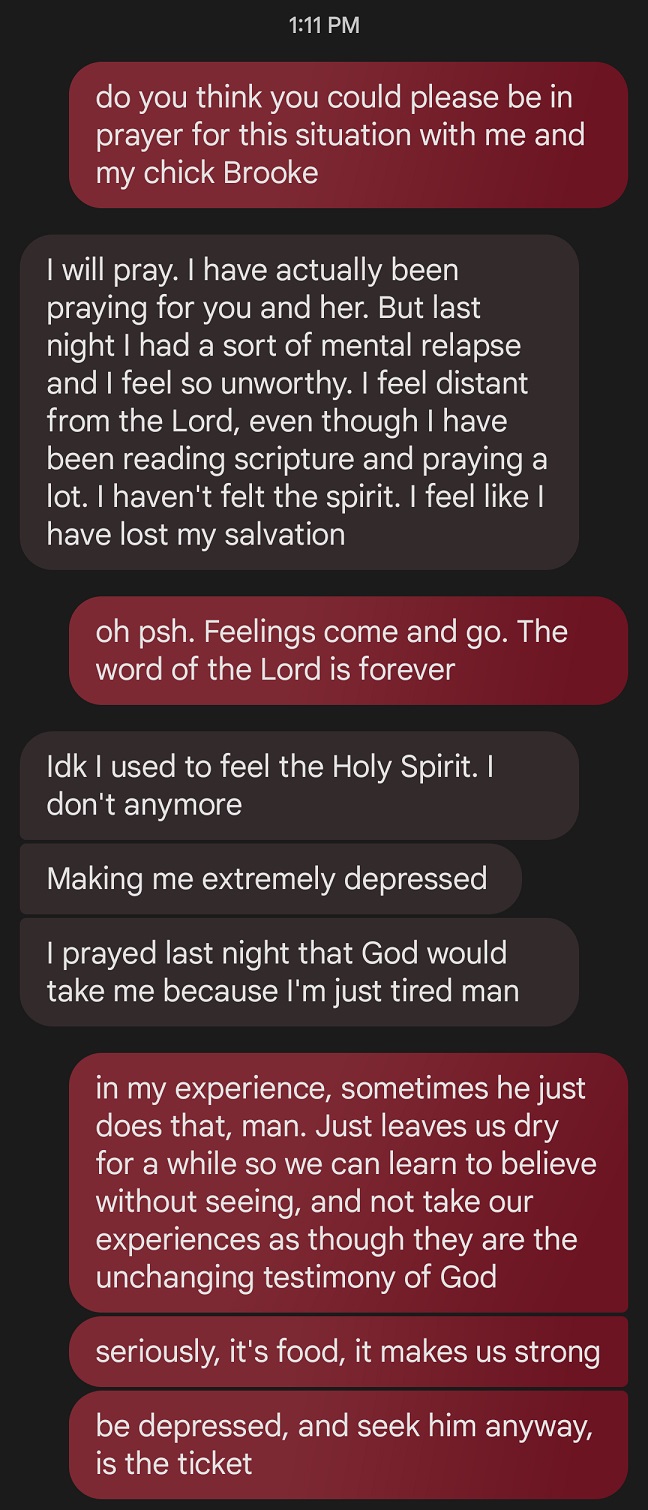 1:11 PM
do you think you could please be in
prayer for this situation with me and
my chick Brooke
I will pray. I have actually been
praying for you and her. But last
night I had a sort of mental relapse
and I feel so unworthy. I feel distant
from the Lord, even though I have
been reading scripture and praying a
lot. I haven't felt the spirit. I feel like I
have lost my salvation
oh psh. Feelings come and go. The
word of the Lord is forever
Idk I used to feel the Holy Spirit. I
don't anymore
Making me extremely depressed
I prayed last night that God would
take me because I'm just tired man
in my experience, sometimes he just
does that, man. Just leaves us dry
for a while so we can learn to believe
without seeing, and not take our
experiences as though they are the
unchanging testimony of God
seriously, it's food, it makes us strong
be depressed, and seek him anyway,
is the ticket